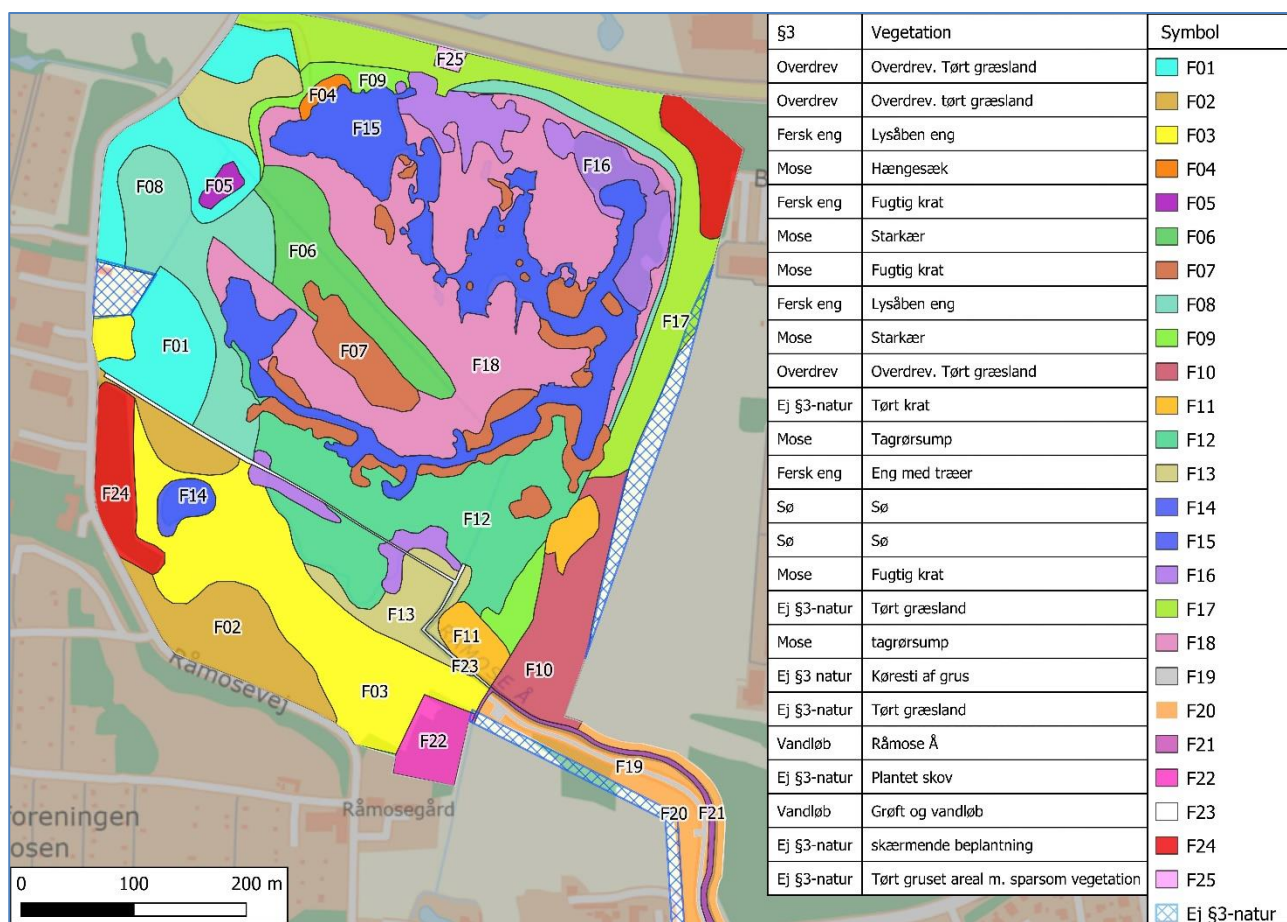 §3 Vegetation Symbol
Overdrev Overdrev. Tørt græsland F01
Overdrev Overdrev. tørt græsland F02
Fersk eng Lysåben eng F03
Mose Hængesæk F04
Fersk eng Fugtig krat F05
Mose Starkær F06
Mose Fugtig krat F07
Fersk eng Lysåben eng F08
Mose Starkær F09
Overdrev Overdrev. Tørt græsland F10
Ej §3-natur Tørt krat F11
Mose Tagrørsump F12
Fersk eng Eng med træer F13
Sø Sø F14
Sø Sø F15
Mose Fugtig krat F16
Ej §3-natur Tørt græsland F17
Mose tagrørsump F18
Ej §3 natur Køresti af grus F19
Ej §3-natur Tørt græsland F20
Vandløb Råmose Å F21
Ej §3-natur Plantet skov F22
Vandløb Grøft og vandløb F23
Ej §3-natur skærmende beplantning F24
Ej §3-natur Tørt gruset areal m. sparsom vegetation F25
Ej §3-natur
F25
F09
F04
F15
F16
F08
F05
F06
F17
F01
F07
F18
F24
F14
F12
F13
F02
F11
F23
RÅMOSE Å
F10
Råmosevej
F03
F22
F19
Råmosegård
F20
F21
foreningen
osen
0 100 200 m
B